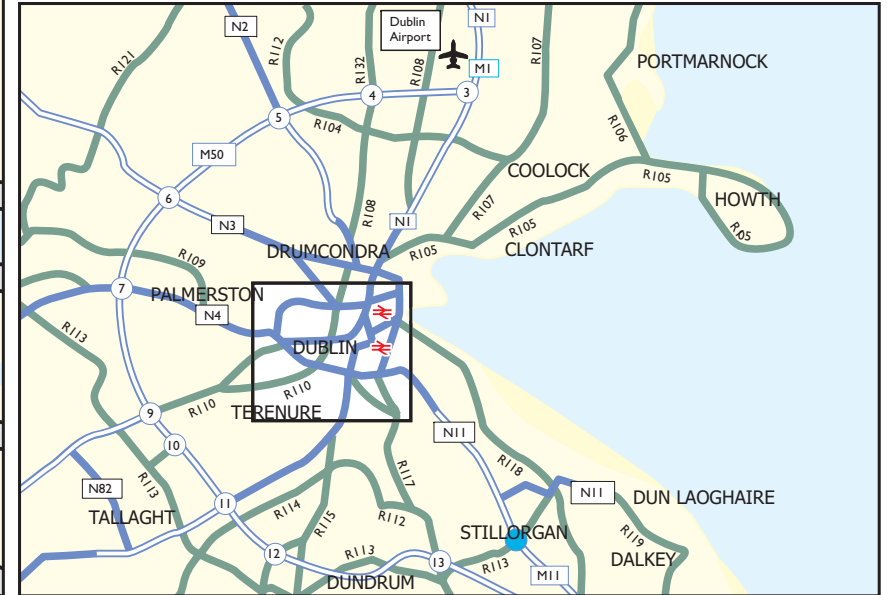 N2
Dublin
Airport
N1
R112
R132
R108
R107
R121
PORTMARNOCK
M1
4
3
5
R104
R106
M50
COOLOCK
R105
6
R108
R107
HOWTH
N3
N1
R105
R05
DRUMCONDRA
R105
CLONTARF
R109
7
PALMERSTON
N4
R113
DUBLIN
R110
R110
TERENURE
9
N11
10
R118
R117
R113
N82
N11
DUN LAOGHAIRE
11
R114
R115
R112
TALLAGHT
STILLORGAN
R119
12
R113
13
R113
DALKEY
M11
DUNDRUM